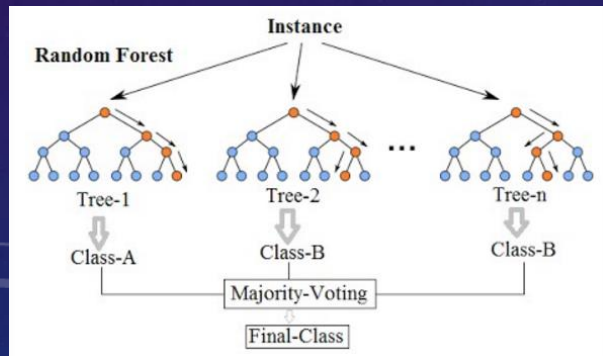 Instance
Random Forest
...
Tree-1 Tree-2 Tree-n
Class-A Class-B Class-B
Majority-Voting
Final-Class